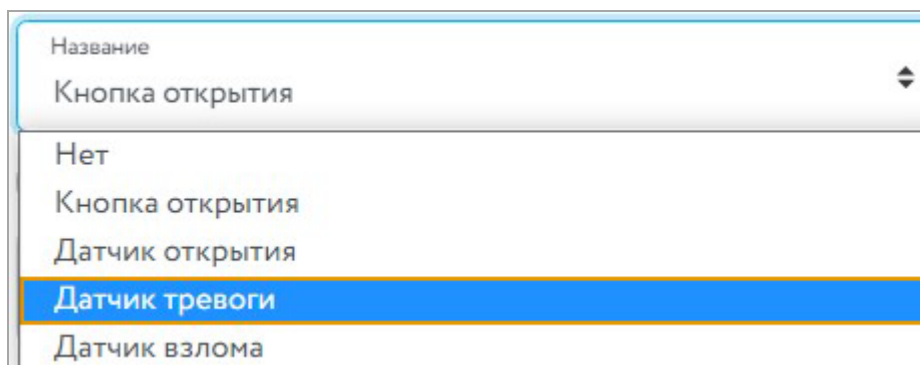 Название
Кнопка открытия
Нет
Кнопка открытия
Датчик открытия
Датчик тревоги
Датчик взлома